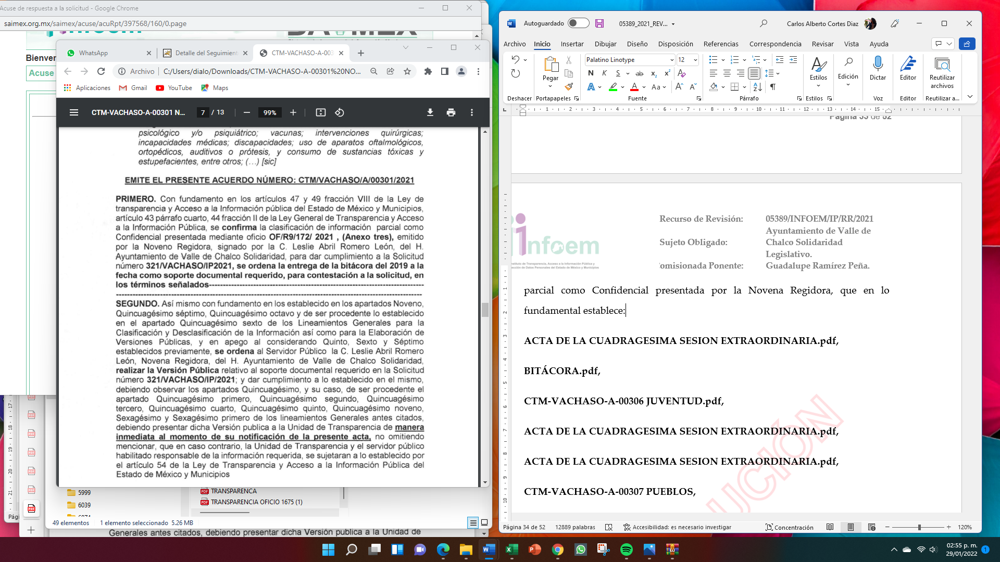 Acuse de respuesta a la solicitud - Google Chrome
saimex.org.mx/saimex/acuse/acuRpt/397568/160/0.page
Bienven
Acuse
WhatsApp
Detalle del Seguimient
CTM-VACHASO-A-003
Archivo
C:/Users/dialo/Downloads/CTM-VACHASO-A-00301%20NO...
Aplicaciones
Gmail
YouTube
Maps
CTM-VACHASO-A-00301 N...
7 / 13
99%
psicológico y/o psiquiátrico; vacunas; intervenciones quirúrgicas;
incapacidades médicas; discapacidades; uso de aparatos oftalmológicos,
ortopédicos, auditivos o prótesis, y consumo de sustancias tóxicas y
estupefacientes, entre otros; (…) [sic]
EMITE EL PRESENTE ACUERDO NÚMERO: CTM/VACHASO/A/00301/2021
PRIMERO. Con fundamento en los artículos 47 y 49 fracción VIII de la Ley de
transparencia y Acceso a la Información pública del Estado de México y Municipios,
artículo 43 párrafo cuarto, 44 fracción II de la Ley General de Transparencia y Acceso
a la Información Pública, se confirma la clasificación de información parcial como
Confidencial presentada mediante oficio OF/R9/172/ 2021 , (Anexo tres), emitido
por la Noveno Regidora, signado por la C. Leslie Abril Romero León, del H.
Ayuntamiento de Valle de Chalco Solidaridad, para dar cumplimiento a la Solicitud
número 321/VACHASO/IP2021, se ordena la entrega de la bitácora del 2019 a la
fecha como soporte documental requerido, para contestación a la solicitud, en
los términos señalados------------------------------------------------------------------------------
----------------------------------------------------------------------------------------------------------------
SEGUNDO. Así mismo con fundamento en los establecido en los apartados Noveno,
Quincuagésimo séptimo, Quincuagésimo octavo y de ser procedente lo establecido
en el apartado Quincuagésimo sexto de los Lineamientos Generales para la
Clasificación y Desclasificación de la Información así como para la Elaboración de
Versiones Públicas, y en apego al considerando Quinto, Sexto y Séptimo
establecidos previamente, se ordena al Servidor Público la C. Leslie Abril Romero
León, Novena Regidora, del H. Ayuntamiento de Valle de Chalco Solidaridad,
realizar la Versión Pública relativo al soporte documental requerido en la Solicitud
número 321/VACHASO/IP/2021; y dar cumplimiento a lo establecido en el mismo,
debiendo observar los apartados Quincuagésimo, y su caso, de ser procedente el
apartado Quincuagésimo primero, Quincuagésimo segundo, Quincuagésimo
tercero, Quincuagésimo cuarto, Quincuagésimo quinto, Quincuagésimo noveno,
Sexagésimo y Sexagésimo primero de los lineamientos Generales antes citados,
debiendo presentar dicha Versión publica a la Unidad de Transparencia de manera
inmediata al momento de su notificación de la presente acta, no omitiendo
mencionar, que en caso contrario, la Unidad de Transparencia y el servidor público
habilitado responsable de la información requerida, se sujetaran a lo establecido por
el artículo 54 de la Ley de Transparencia y Acceso a la Información Pública del
Estado de México y Municipios
5999
6039
TRANSPARENCA
TRANSPARENCIA OFICIO 1675 (1)
49 elementos
1 elemento seleccionado 5.26 MB
Generales antes citados, debiendo presentar dicha Versión publica a la Unidad de
Autoguardado
05389_2021_REV...
Carlos Alberto Cortes Diaz
Archivo Inicio Insertar Dibujar Diseño Disposición Referencias Correspondencia Revisar Vista Ayuda
Palatino Linotype
12
Pegar
Estilos
Edición
Dictar
Editor
Reutilizar archivos
Deshacer Portapapeles Fuente Párrafo Estilos Voz Editor Reutilizar a...
Página 33 de 52
infoem
Recurso de Revisión: 05389/INFOEM/IP/RR/2021
Ayuntamiento de Valle de
Sujeto Obligado: Chalco Solidaridad
Legislativo.
omisionada Ponente: Guadalupe Ramírez Peña.
parcial como Confidencial presentada por la Novena Regidora, que en lo
fundamental establece:
ACTA DE LA CUADRAGESIMA SESION EXTRAORDINARIA.pdf,
BITÁCORA.pdf,
CTM-VACHASO-A-00306 JUVENTUD.pdf,
ACTA DE LA CUADRAGESIMA SESION EXTRAORDINARIA.pdf,
ACTA DE LA CUADRAGESIMA SESION EXTRAORDINARIA.pdf,
CTM-VACHASO-A-00307 PUEBLOS,
UCIÓN
Página 34 de 52
12889 palabras
Accesibilidad: es necesario investigar
Concentración
120%
02:55 p. m.
29/01/2022